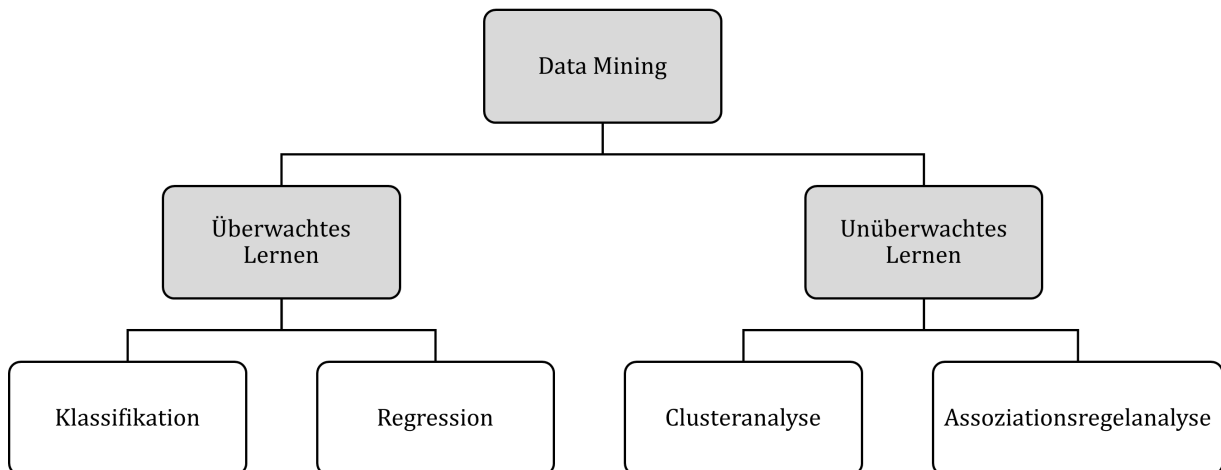 Data Mining
Überwachtes
Lernen
Unüberwachtes
Lernen
Klassifikation
Regression
Clusteranalyse
Assoziationsregelanalyse